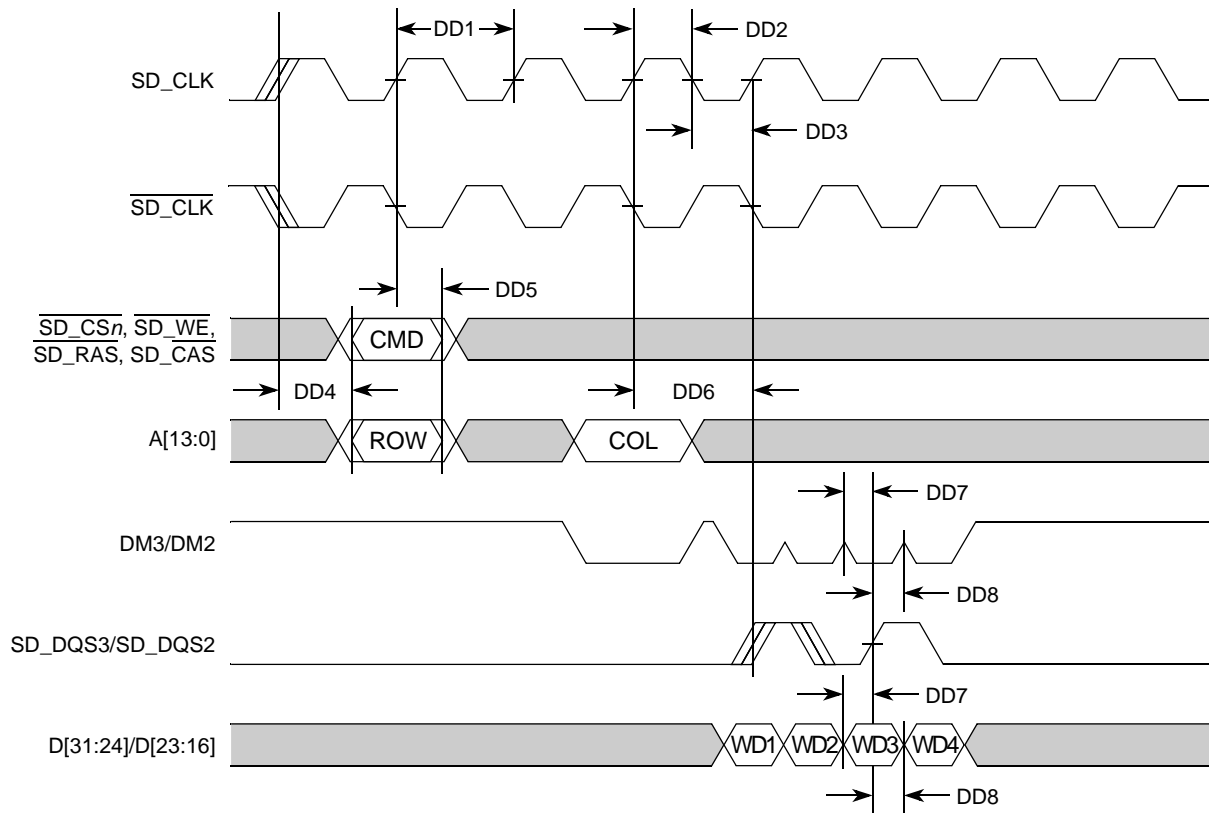 DD1
DD2
SD_CLK
DD3
SD_CLK
DD5
SD_CSn, SD_WE,
SD_RAS, SD_CAS
CMD
DD4
DD6
A[13:0]
ROW
COL
DD7
DM3/DM2
DD8
SD_DQS3/SD_DQS2
DD7
D[31:24]/D[23:16]
WD1
WD2
WD3
WD4
DD8